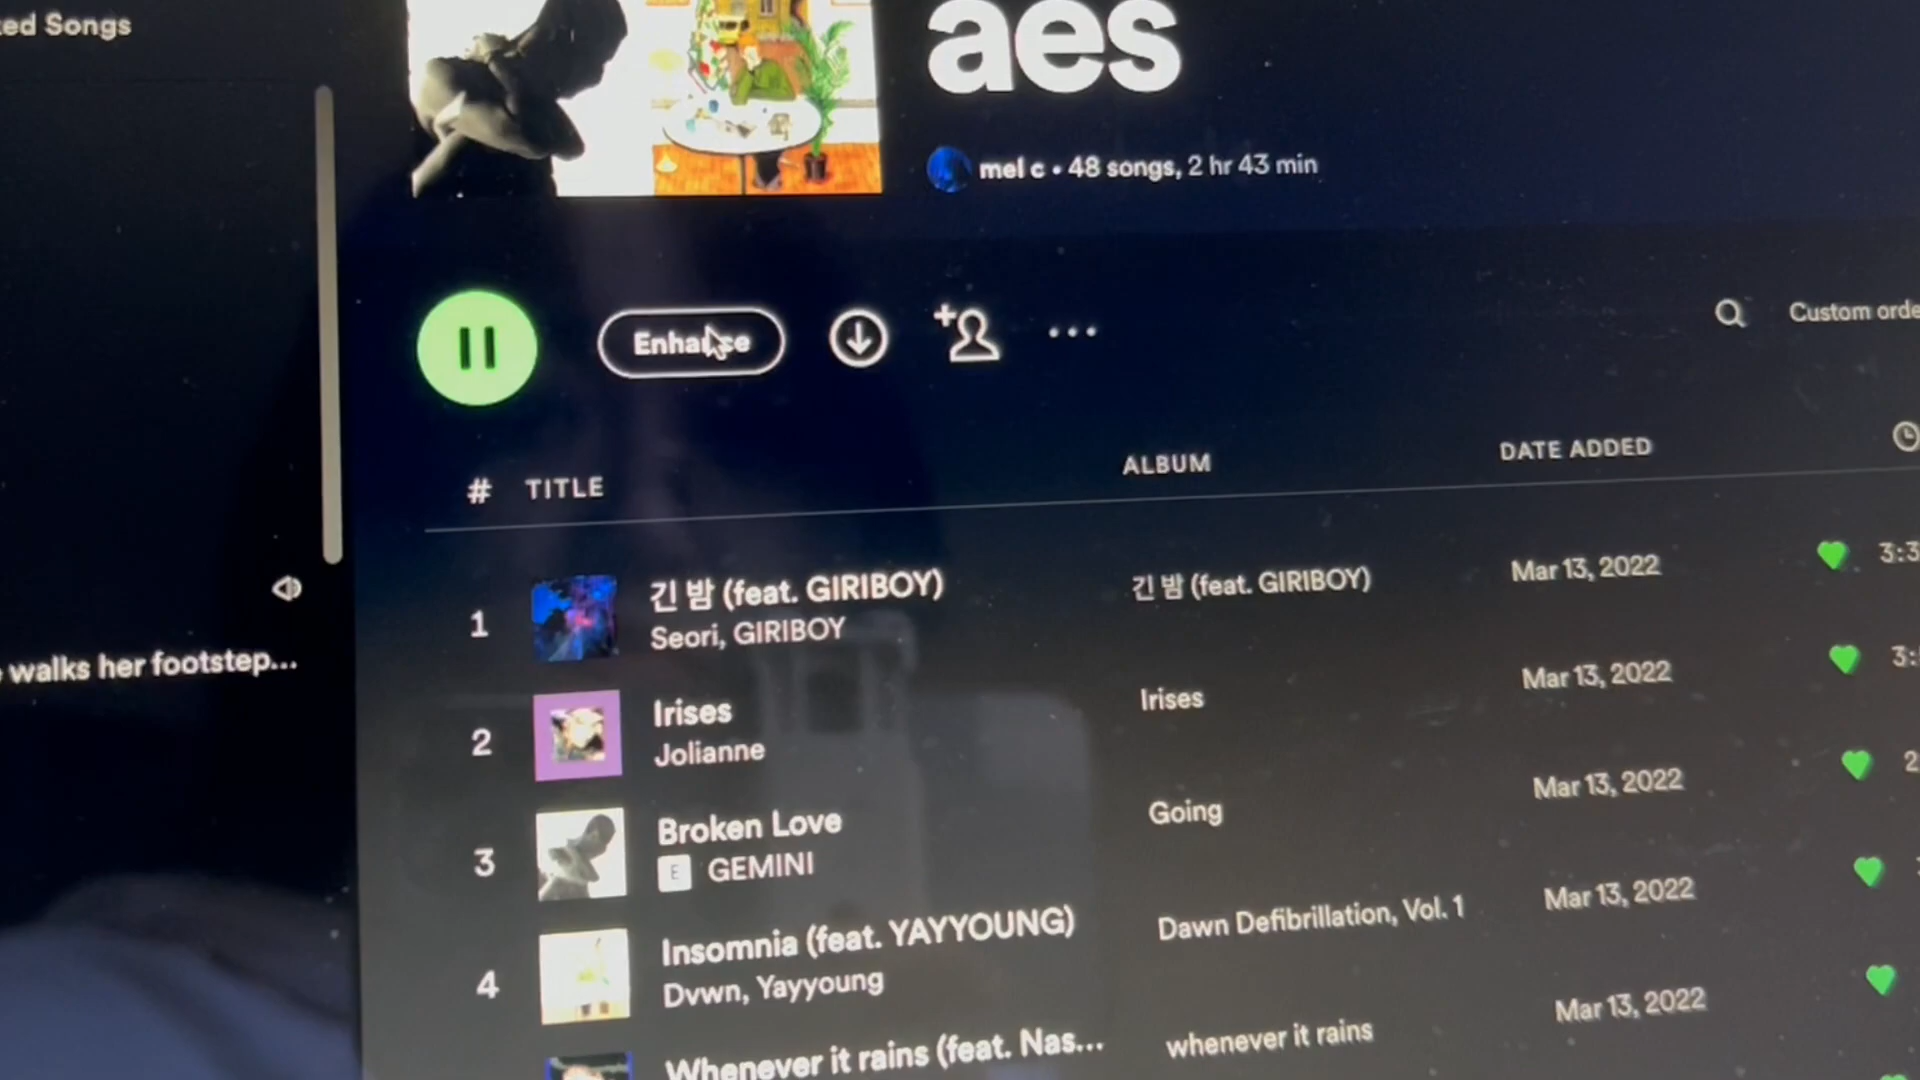 ed Songs
aes
mel c • 48 songs, 2 hr 43 min
Enhance
Custom orde
# TITLE ALBUM DATE ADDED
1 긴 밤 (feat. GIRIBOY) 긴 밤 (feat. GIRIBOY) Mar 13, 2022 3:3
Seori, GIRIBOY
walks her footstep...
2 Irises Irises Mar 13, 2022 3:
Jolianne
3 Broken Love Going Mar 13, 2022 2
E GEMINI
4 Insomnia (feat. YAYYOUNG) Dawn Defibrillation, Vol. 1 Mar 13, 2022
Dvwn, Yayyoung
Whenever it rains (feat. Nas... whenever it rains Mar 13, 2022